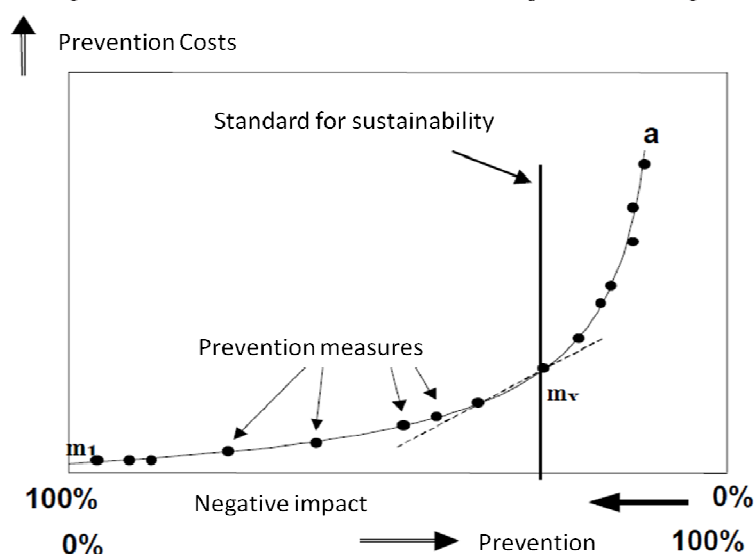 Prevention Costs
Standard for sustainability
a
Prevention measures
mx
m1
100%
Negative impact
0%
0%
Prevention
100%